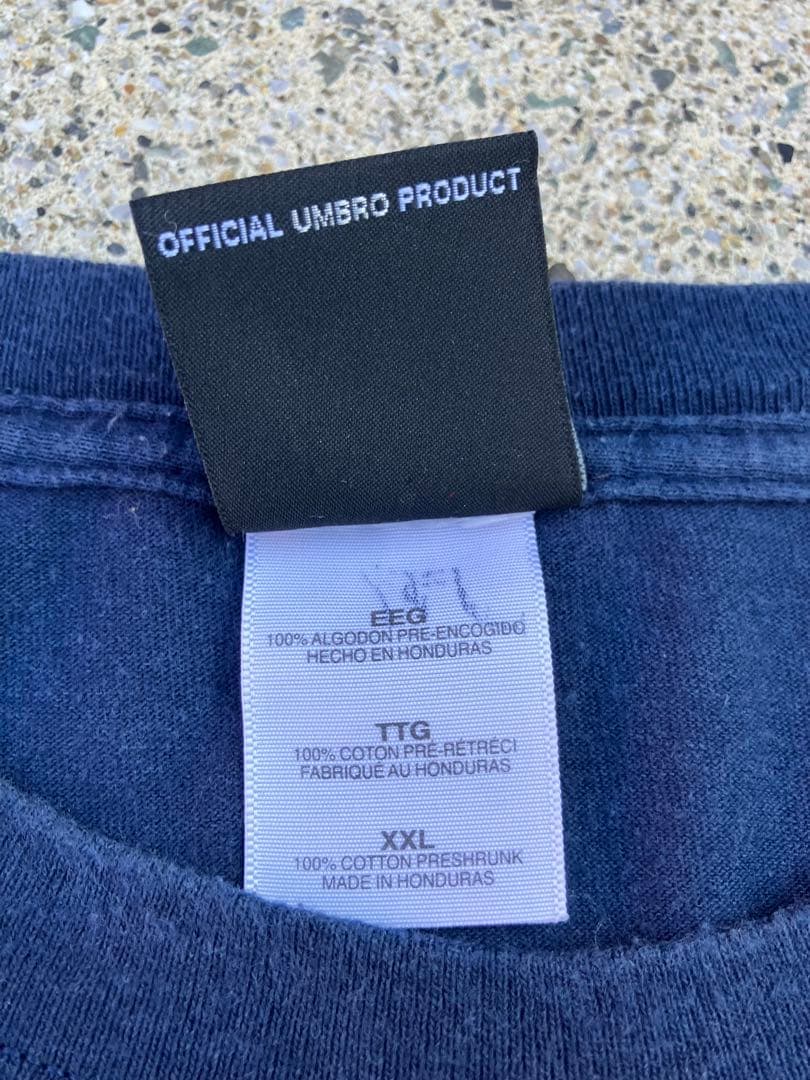 OFFICIAL UMBRO PRODUCT
EEG
100% ALGODON PRE-ENCOGIDO
HECHO EN HONDURAS
TTG
100% COTON PRÉ-RÉTRÉCI
FABRIQUÉ AU HONDURAS
XXL
100% COTTON PRESHRUNK
MADE IN HONDURAS